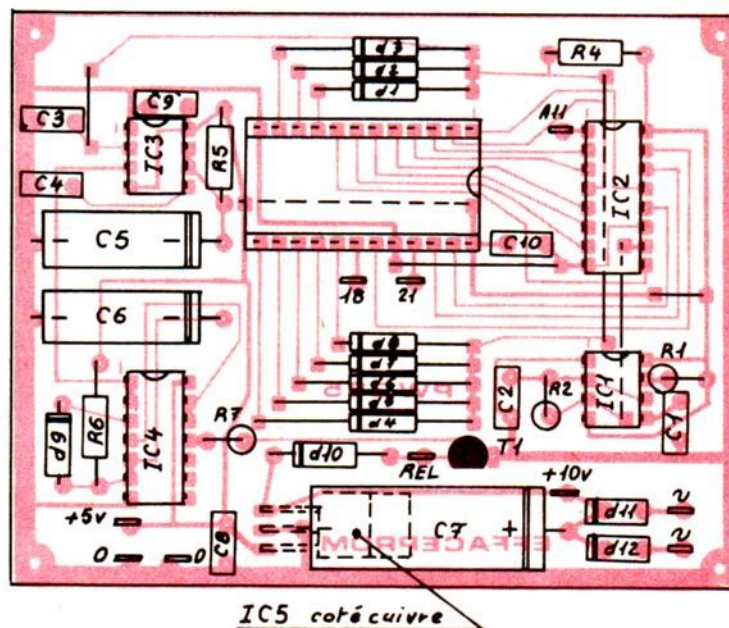 d3
d2
d1
R4
C3
C9
IC3
R5
A11
IC2
C4
C5
C10
18
21
C6
d8
d7
d6
d5
d4
R1
C2
R2
IC1
C1
d9
R6
IC4
R7
d10
REL
T1
+10v
+5v
C8
C7
+
d11
d12
EFFACEPROM
0
0
IC5 coté cuivre